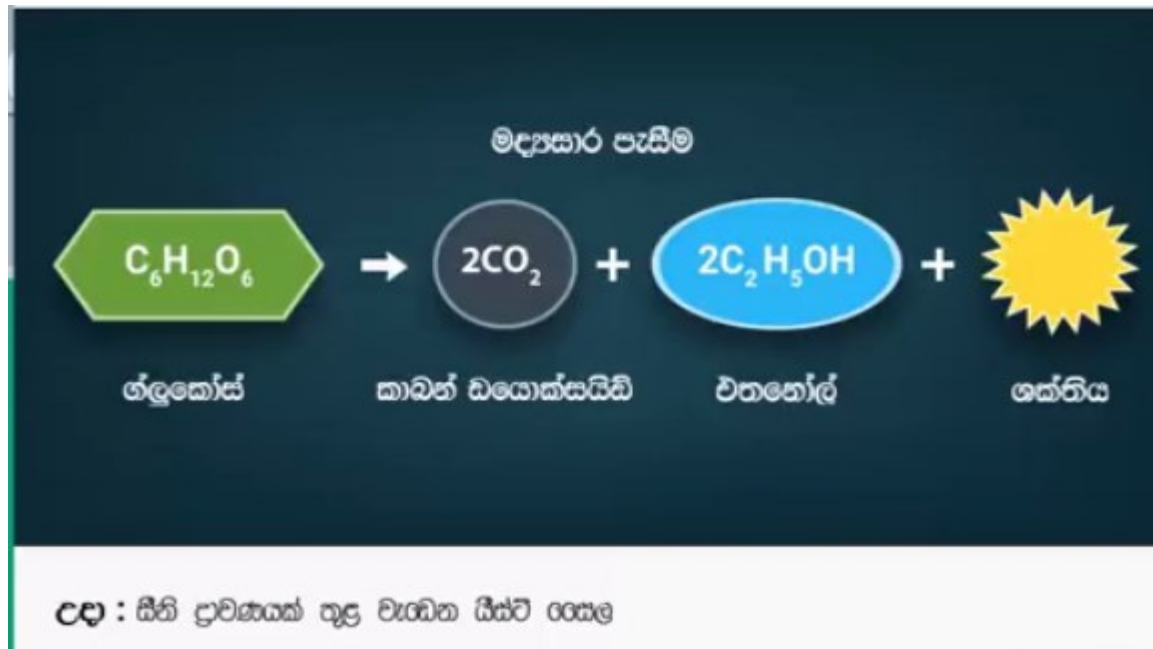 මද්‍යසාර පැසීම
C₆H₁₂O₆ → 2CO₂ + 2C₂H₅OH +
ග්ලුකෝස් කාබන් ඩයොක්සයිඩ් එතනෝල් ශක්තිය
උදා : සීනි ද්‍රාවණයක් තුළ වැඩෙන යීස්ට් සෛල